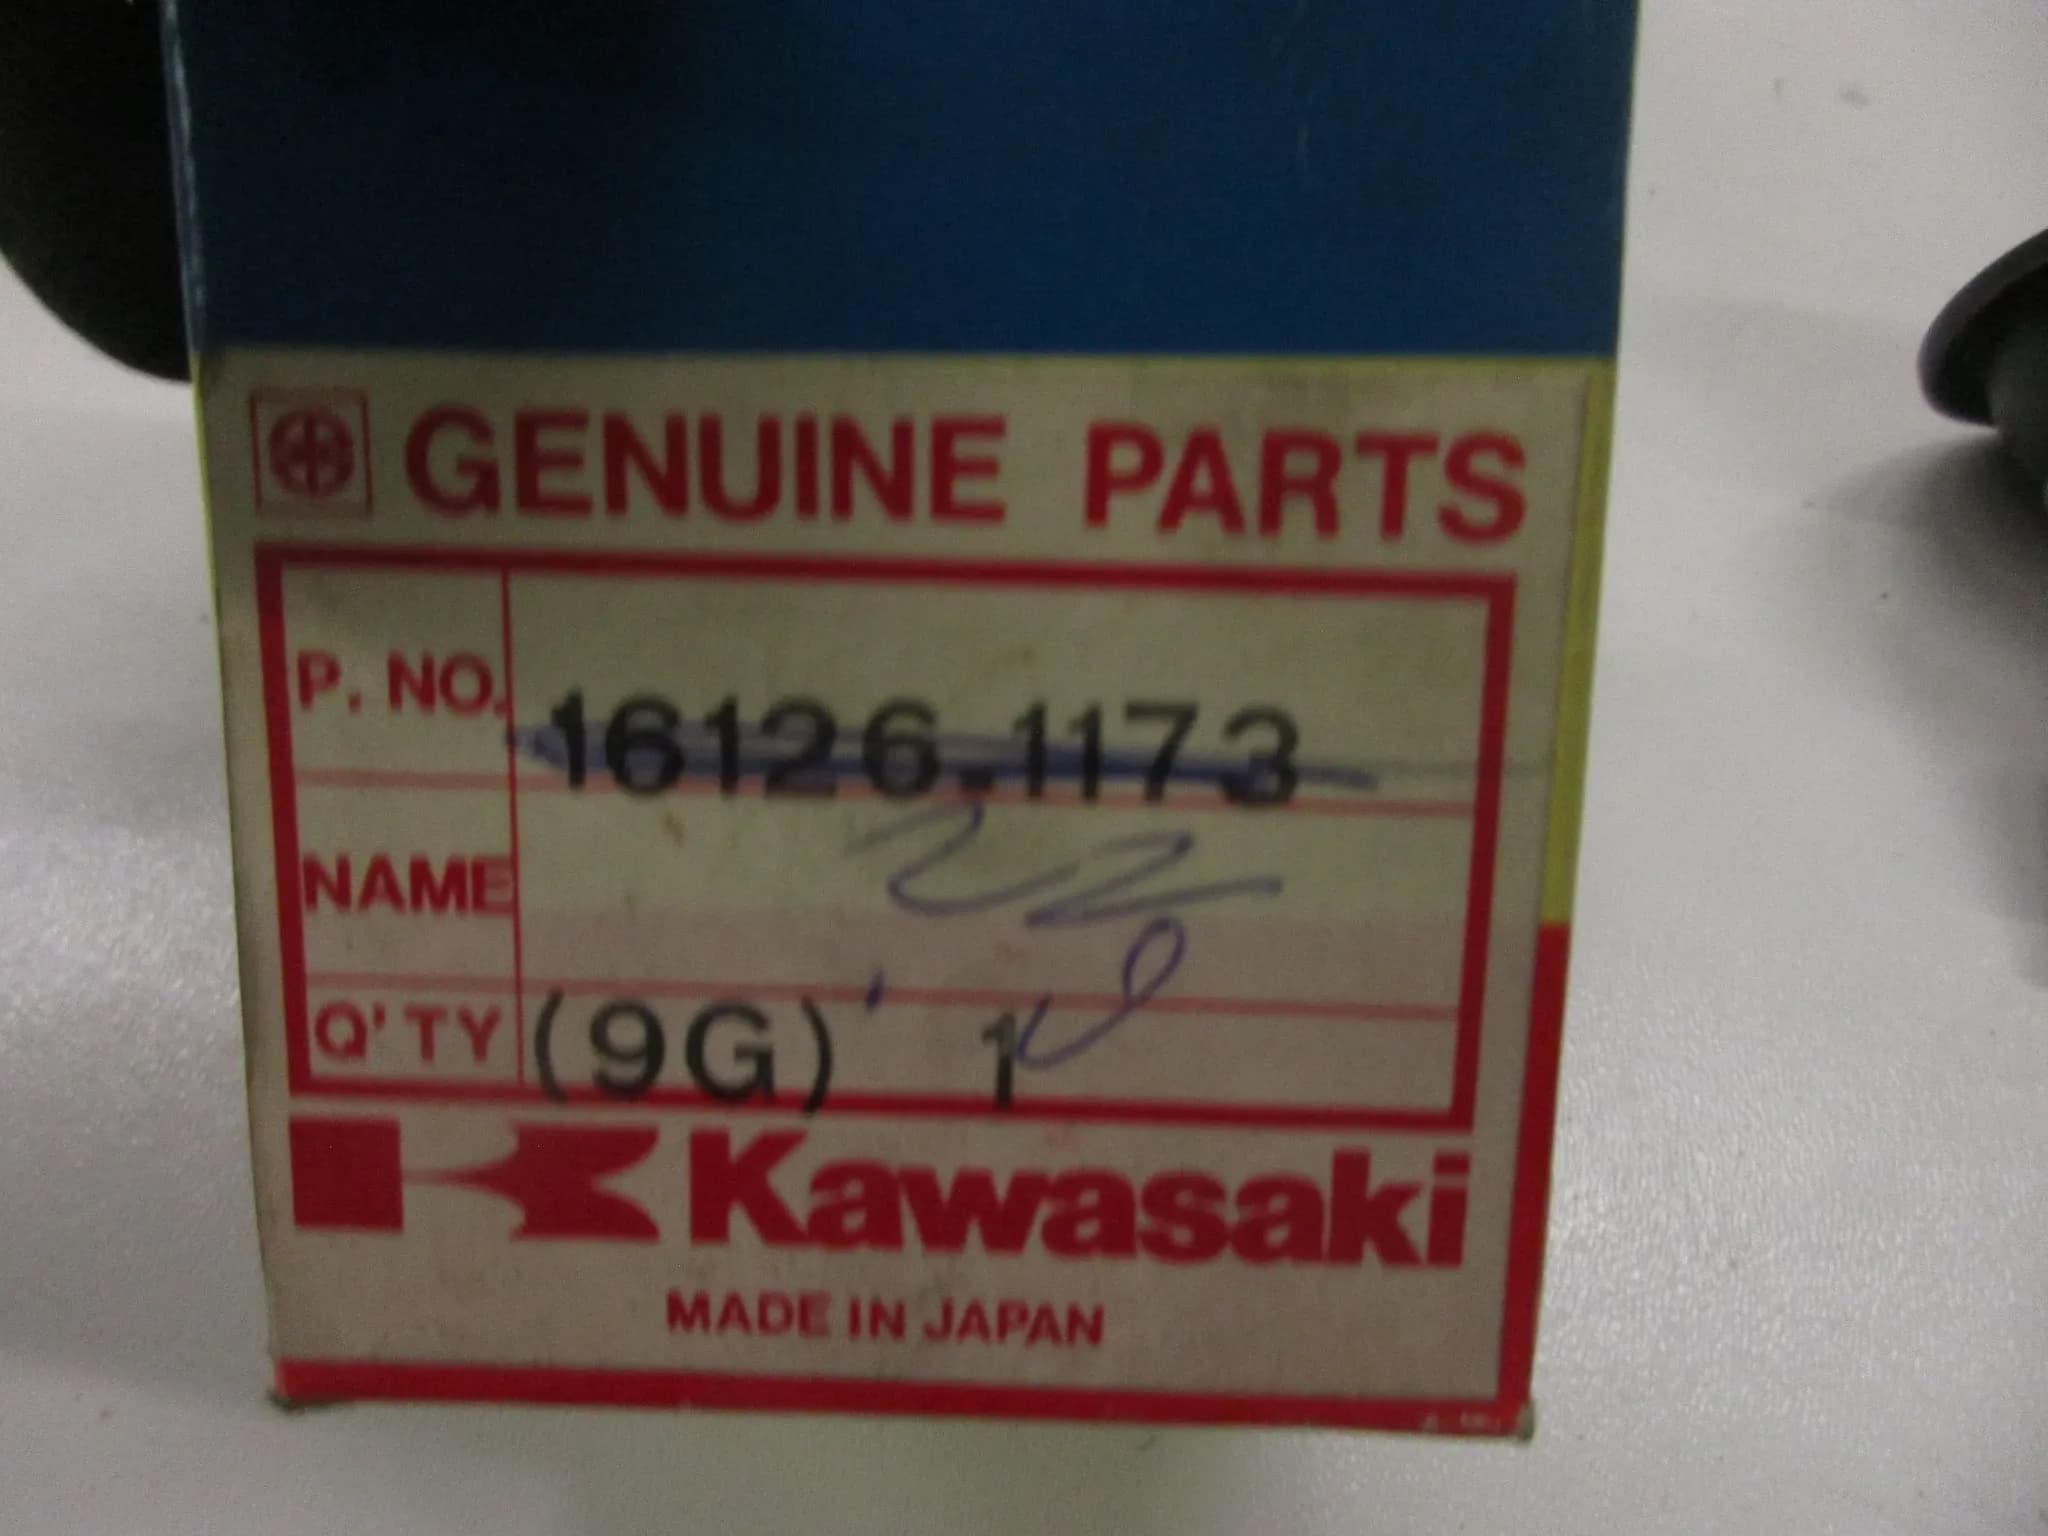 GENUINE PARTS
P. NO. 16126-1173
NAME
Q'TY (9G) 1
Kawasaki
MADE IN JAPAN